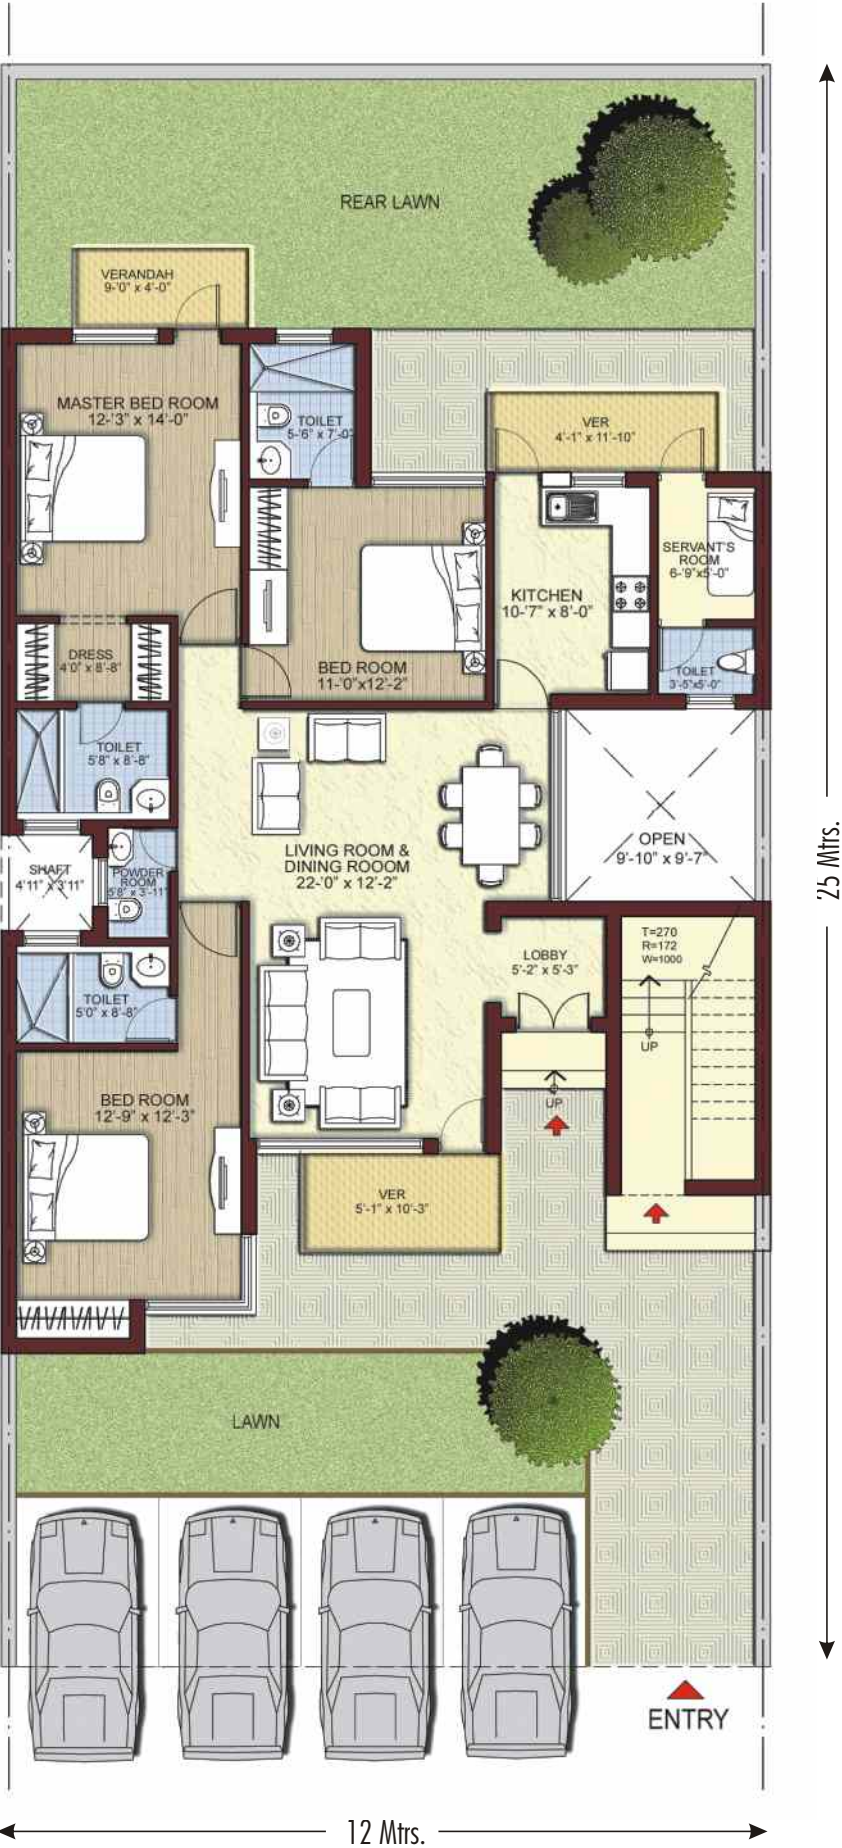 REAR LAWN
VERANDAH
9-'0" x 4'-0"
MASTER BED ROOM
12-'3" x 14'-0"
TOILET
5-'6" x 7'-0"
VER
4'-1" x 11'-10"
SERVANT'S
ROOM
6-'9"x5'-0"
KITCHEN
10-'7" x 8'-0"
BED ROOM
11-'0"x12'-2"
DRESS
4'0" x 8'-8"
TOILET
3'-5"x5'-0"
TOILET
5'8" x 8'-8"
OPEN
9'-10" x 9'-7"
LIVING ROOM &
DINING ROOOM
22-'0" x 12'-2"
SHAFT
4'11" x 3'11"
POWDER
ROOM
5'8" x 3'-11"
LOBBY
5'-2" x 5'-3"
T=270
R=172
W=1000
UP
TOILET
5'0" x 8'-8"
UP
BED ROOM
12'-9" x 12'-3"
VER
5'-1" x 10'-3"
LAWN
ENTRY
25 Mtrs.
12 Mtrs.